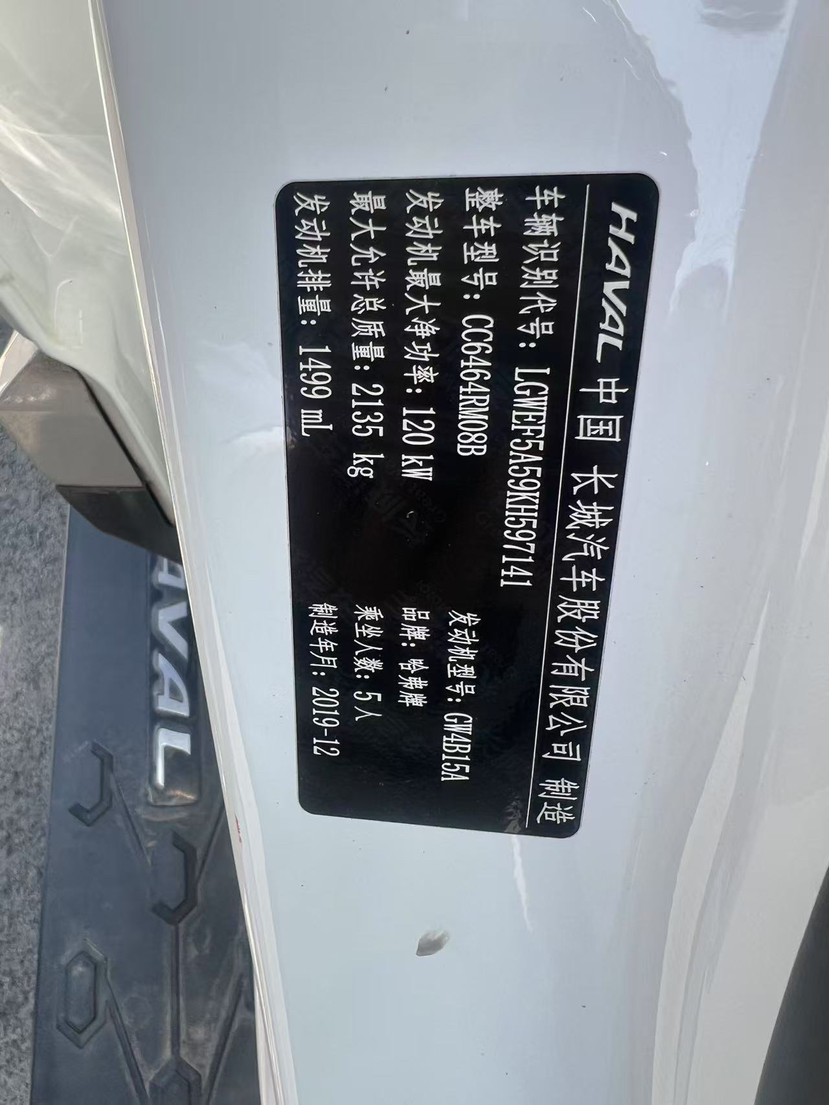 HAVAL 中国 长城汽车股份有限公司 制造
车辆识别代号：LGWEF5A59KH597141
整车型号：CC6464RM08B 发动机型号：GW4B15A
发动机最大净功率：120 kW 品牌：哈弗牌
最大允许总质量：2135 kg 乘坐人数：5人
发动机排量：1499 mL 制造年月：2019-12
HAVAL